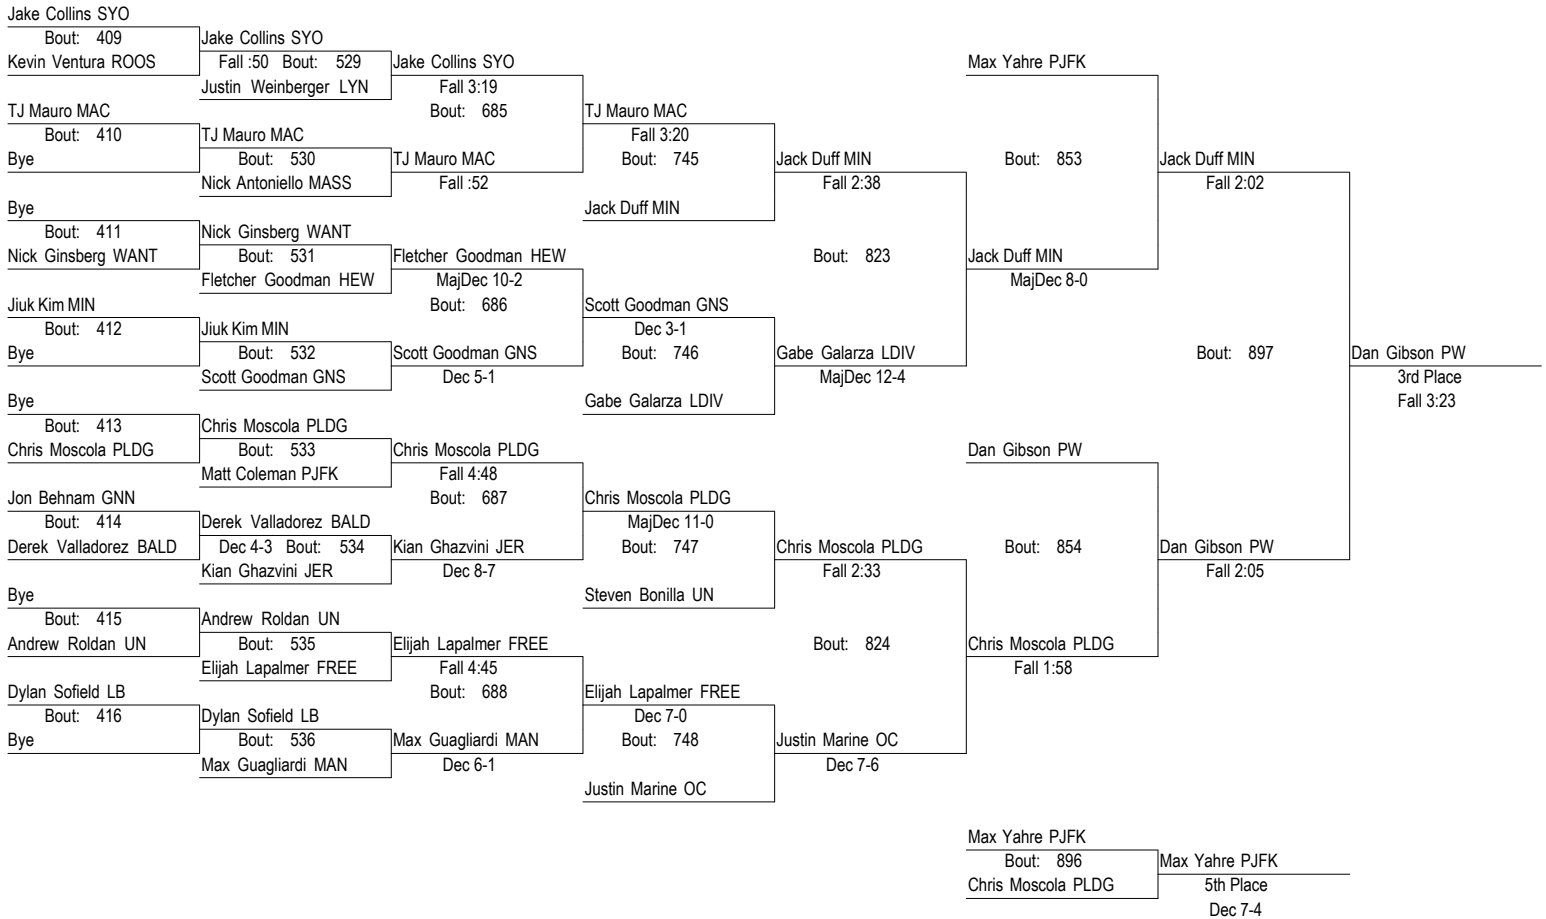 Jake Collins SYO
Bout: 409 Jake Collins SYO
Kevin Ventura ROOS Fall :50 Bout: 529 Jake Collins SYO Max Yahre PJFK
Justin Weinberger LYN Fall 3:19
TJ Mauro MAC Bout: 685 TJ Mauro MAC
Bout: 410 TJ Mauro MAC Fall 3:20
Bye Bout: 530 TJ Mauro MAC Bout: 745 Jack Duff MIN Bout: 853 Jack Duff MIN
Nick Antoniello MASS Fall :52 Fall 2:38 Fall 2:02
Bye Jack Duff MIN
Bout: 411 Nick Ginsberg WANT
Nick Ginsberg WANT Bout: 531 Fletcher Goodman HEW Bout: 823 Jack Duff MIN
Fletcher Goodman HEW MajDec 10-2 MajDec 8-0
Jiuk Kim MIN Bout: 686 Scott Goodman GNS
Bout: 412 Jiuk Kim MIN Dec 3-1
Bye Bout: 532 Scott Goodman GNS Bout: 746 Gabe Galarza LDIV Bout: 897 Dan Gibson PW
Scott Goodman GNS Dec 5-1 MajDec 12-4 3rd Place
Bye Gabe Galarza LDIV Fall 3:23
Bout: 413 Chris Moscola PLDG
Chris Moscola PLDG Bout: 533 Chris Moscola PLDG Dan Gibson PW
Matt Coleman PJFK Fall 4:48
Jon Behnam GNN Bout: 687 Chris Moscola PLDG
Bout: 414 Derek Valladorez BALD MajDec 11-0
Derek Valladorez BALD Dec 4-3 Bout: 534 Kian Ghazvini JER Bout: 747 Chris Moscola PLDG Bout: 854 Dan Gibson PW
Kian Ghazvini JER Dec 8-7 Fall 2:33 Fall 2:05
Bye Steven Bonilla UN
Bout: 415 Andrew Roldan UN
Andrew Roldan UN Bout: 535 Elijah Lapalmer FREE Bout: 824 Chris Moscola PLDG
Elijah Lapalmer FREE Fall 4:45 Fall 1:58
Dylan Sofield LB Bout: 688 Elijah Lapalmer FREE
Bout: 416 Dylan Sofield LB Dec 7-0
Bye Bout: 536 Max Guagliardi MAN Bout: 748 Justin Marine OC
Max Guagliardi MAN Dec 6-1 Dec 7-6
Justin Marine OC
Max Yahre PJFK
Bout: 896 Max Yahre PJFK
Chris Moscola PLDG 5th Place
Dec 7-4